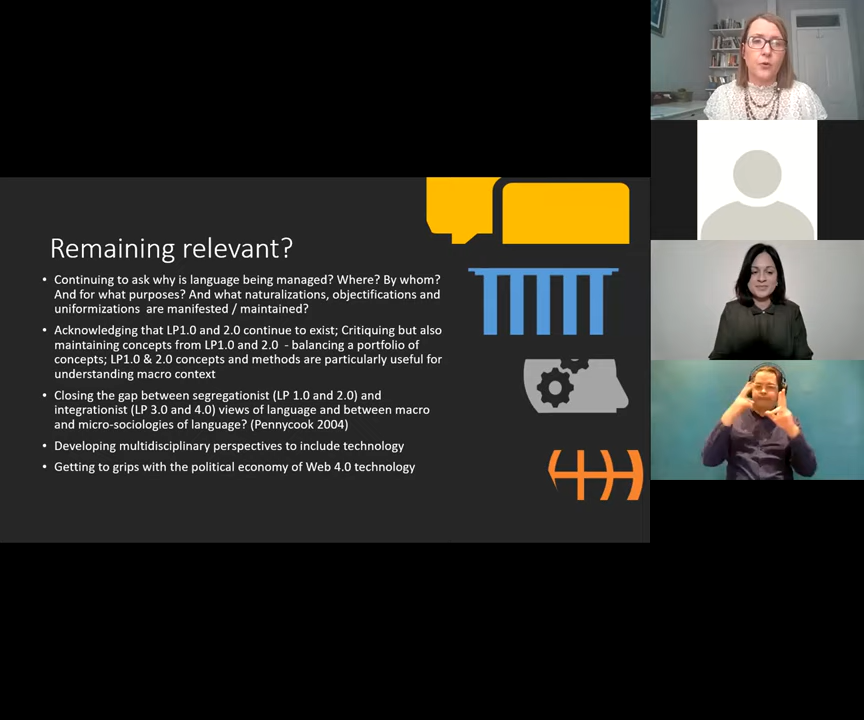 Remaining relevant?
• Continuing to ask why is language being managed? Where? By whom?
And for what purposes? And what naturalizations, objectifications and
uniformizations  are manifested / maintained?
• Acknowledging that LP1.0 and 2.0 continue to exist; Critiquing but also
maintaining concepts from LP1.0 and 2.0  - balancing a portfolio of
concepts; LP1.0 & 2.0 concepts and methods are particularly useful for
understanding macro context
• Closing the gap between segregationist (LP 1.0 and 2.0) and
integrationist (LP 3.0 and 4.0) views of language and between macro
and micro-sociologies of language? (Pennycook 2004)
• Developing multidisciplinary perspectives to include technology
• Getting to grips with the political economy of Web 4.0 technology